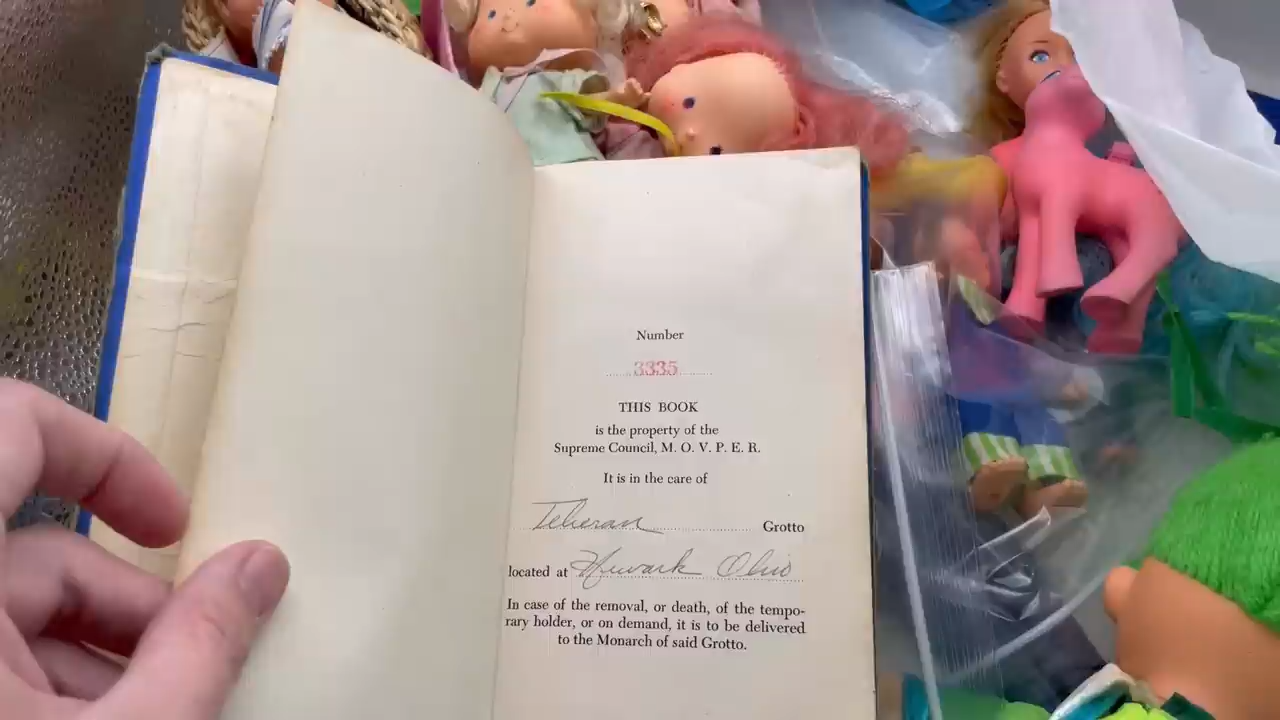 Number
3335
THIS BOOK
is the property of the
Supreme Council, M. O. V. P. E. R.
It is in the care of
Teheran Grotto
located at Newark Ohio
In case of the removal, or death, of the tempo-
rary holder, or on demand, it is to be delivered
to the Monarch of said Grotto.